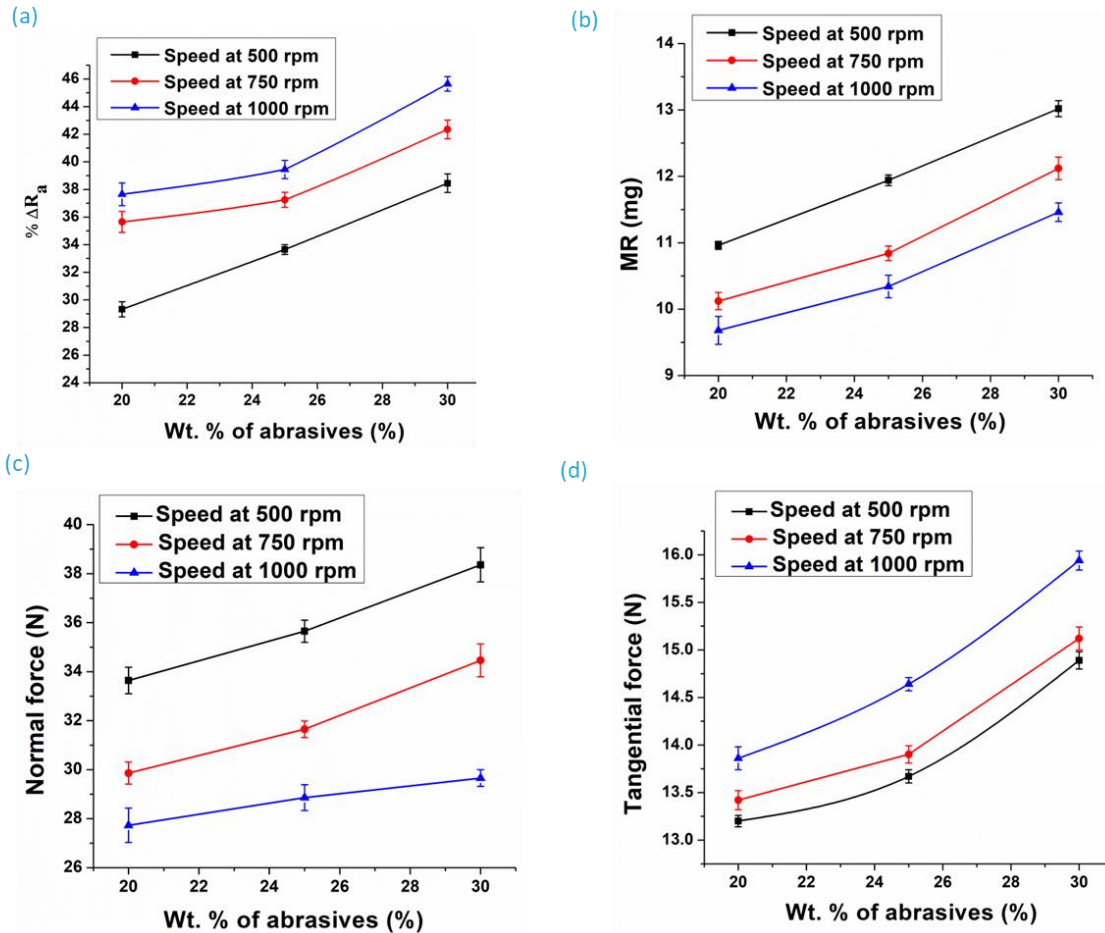 (a)
Speed at 500 rpm
Speed at 750 rpm
Speed at 1000 rpm
46
44
42
40
38
36
34
32
30
28
26
24
% ΔRa
20 22 24 26 28 30
Wt. % of abrasives (%)
(b)
Speed at 500 rpm
Speed at 750 rpm
Speed at 1000 rpm
14
13
12
11
10
9
MR (mg)
20 22 24 26 28 30
Wt. % of abrasives (%)
(c)
Speed at 500 rpm
Speed at 750 rpm
Speed at 1000 rpm
40
38
36
34
32
30
28
26
Normal force (N)
20 22 24 26 28 30
Wt. % of abrasives (%)
(d)
Speed at 500 rpm
Speed at 750 rpm
Speed at 1000 rpm
16.0
15.5
15.0
14.5
14.0
13.5
13.0
Tangential force (N)
20 22 24 26 28 30
Wt. % of abrasives (%)